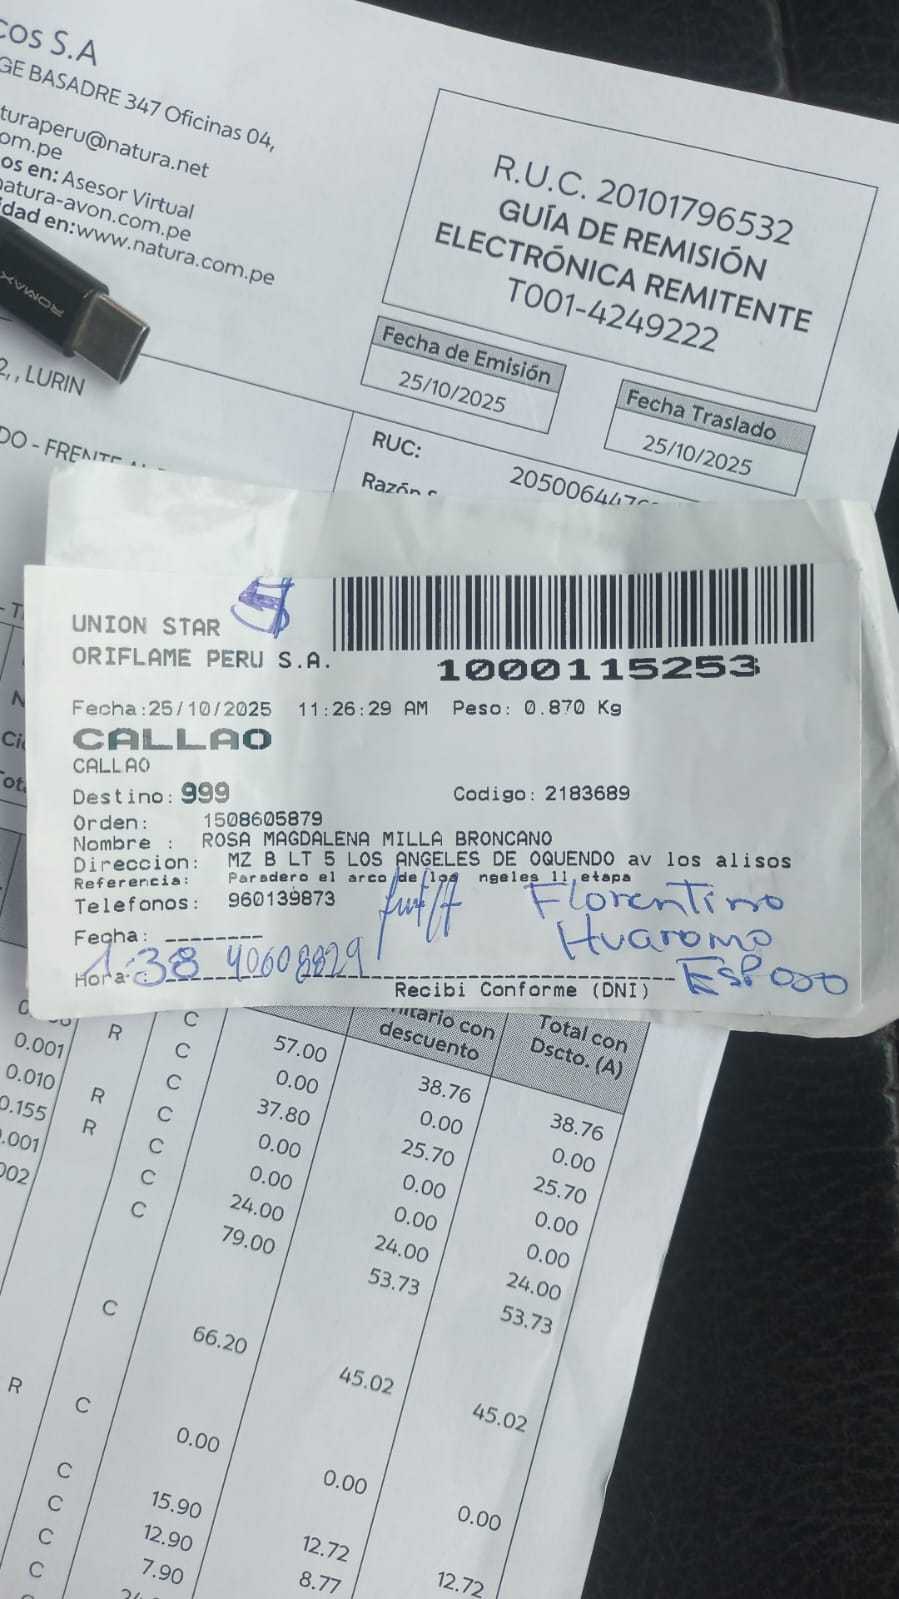 cos S.A
GE BASADRE 347 Oficinas 04,
turaperu@natura.net
om.pe
os en: Asesor Virtual
natura-avon.com.pe
idad en:www.natura.com.pe
R.U.C. 20101796532
GUÍA DE REMISIÓN
ELECTRÓNICA REMITENTE
T001-4249222
Fecha de Emisión
25/10/2025
Fecha Traslado
25/10/2025
2, , LURIN
DO - FRENTE
RUC:
Razón
UNION STAR
ORIFLAME PERU S.A.
1000115253
Fecha:25/10/2025 11:26:29 AM Peso: 0.870 Kg
CALLAO
CALLAO
Destino: 999 Codigo: 2183689
Orden: 1508605879
Nombre : ROSA MAGDALENA MILLA BRONCANO
Direccion: MZ B LT 5 LOS ANGELES DE OQUENDO av los alisos
Referencia: Paradero el arco de los ngeles 11 etapa
Telefonos: 960139873
Florentino
Huaromo
Esposo
Fecha: --------
Hora: 1:38 40608829
Recibi Conforme (DNI)
nitario con descuento
Total con Dscto. (A)
0.001 R C 57.00 38.76 38.76
0.010 C 0.00 0.00 0.00
0.155 R C 37.80 25.70 25.70
.001 R C 0.00 0.00 0.00
002 C 0.00 0.00 0.00
C 24.00 24.00 24.00
C 79.00 53.73 53.73
C 66.20 45.02 45.02
R C 0.00 0.00 0.00
C 15.90 12.72 12.72
C 12.90 8.77
C 7.90
C